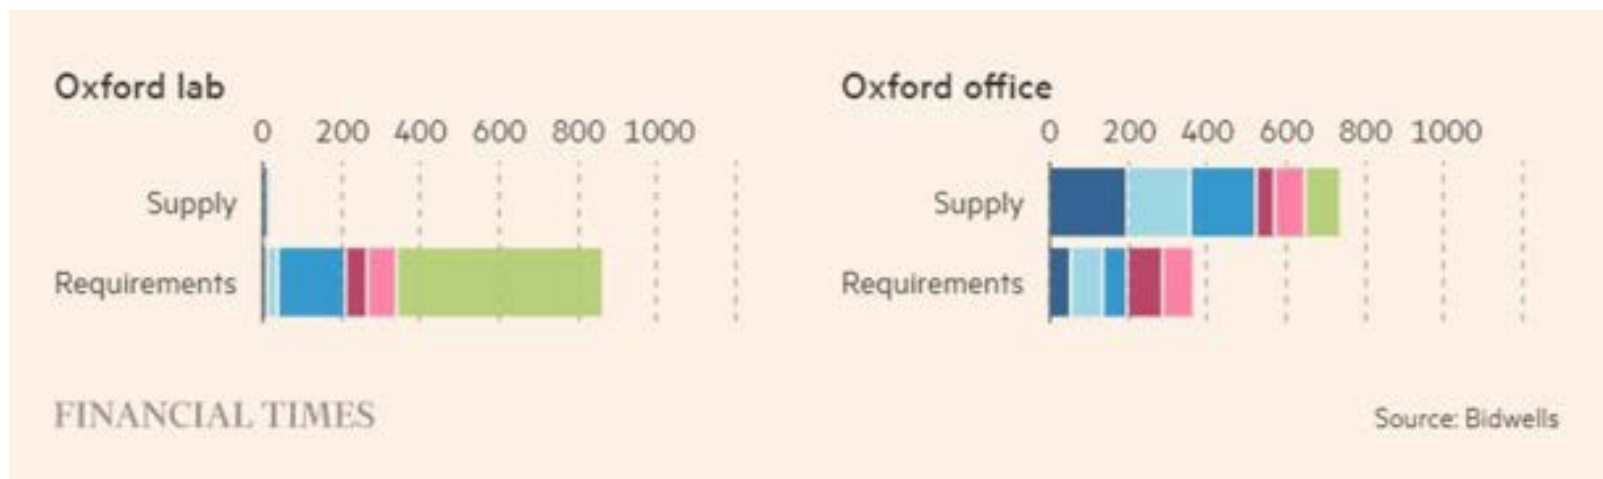 Oxford lab
0 200 400 600 800 1000
Supply
Requirements
Oxford office
0 200 400 600 800 1000
Supply
Requirements
FINANCIAL TIMES
Source: Bidwells